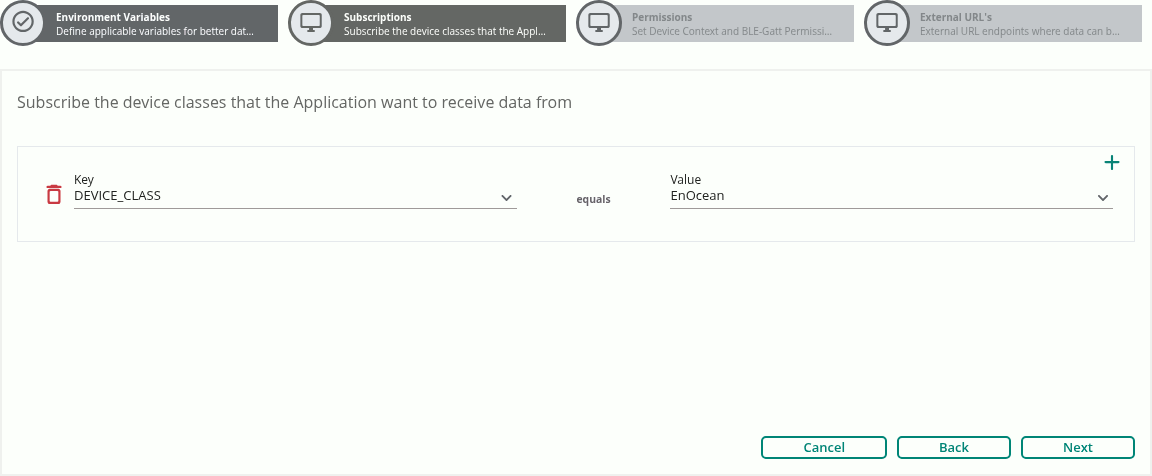 Environment Variables
Define applicable variables for better dat...
Subscriptions
Subscribe the device classes that the Appl...
Permissions
Set Device Context and BLE-Gatt Permissi...
External URL's
External URL endpoints where data can b...
Subscribe the device classes that the Application want to receive data from
Key
DEVICE_CLASS
equals
Value
EnOcean
Cancel
Back
Next